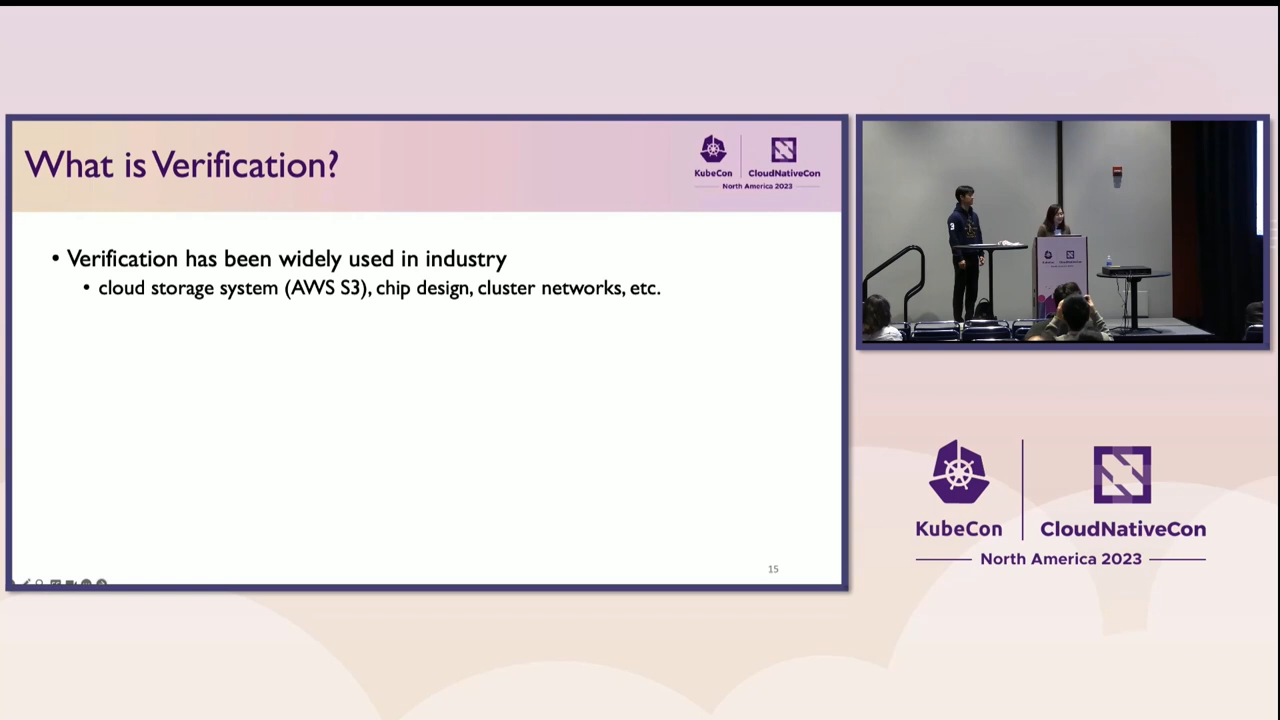 What is Verification?
KubeCon
CloudNativeCon
North America 2023
• Verification has been widely used in industry
• cloud storage system (AWS S3), chip design, cluster networks, etc.
15
3
KubeCon
CloudNativeCon
North America 2023